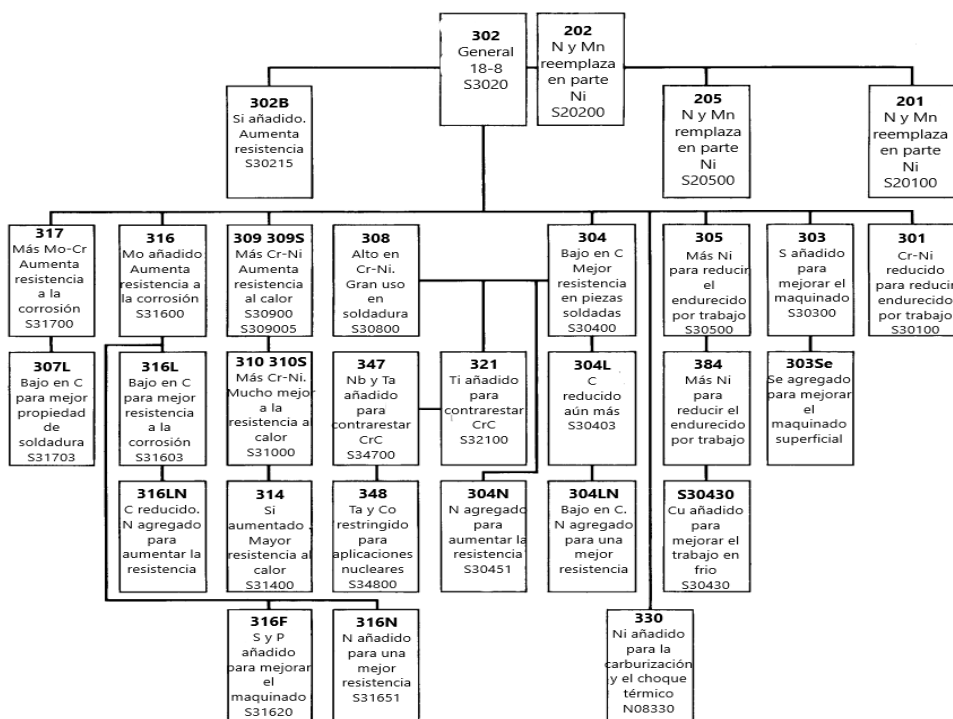 302
General
18-8
S3020
202
N y Mn
reemplaza
en parte
Ni
S20200
302B
Si añadido.
Aumenta
resistencia
S30215
205
N y Mn
remplaza
en parte
Ni
S20500
201
N y Mn
reemplaza
en parte
Ni
S20100
317
Más Mo-Cr
Aumenta
resistencia
a la
corrosión
S31700
316
Mo añadido
Aumenta
resistencia a
la corrosión
S31600
309 309S
Más Cr-Ni
Aumenta
resistencia
al calor
S30900
S309005
308
Alto en
Cr-Ni.
Gran uso en
soldadura
S30800
304
Bajo en C
Mejor
resistencia
en piezas
soldadas
S30400
305
Más Ni
para reducir
el
endurecido
por trabajo
S30500
303
S añadido
para
mejorar el
maquinado
S30300
301
Cr-Ni
reducido
para reducir
endurecido
por trabajo
S30100
307L
Bajo en C
para mejor
propiedad
de
soldadura
S31703
316L
Bajo en C
para mejor
resistencia
a la
corrosión
S31603
310 310S
Más Cr-Ni.
Mucho mejor
a la
resistencia al
calor
S31000
347
Nb y Ta
añadido
para
contrarestar
CrC
S34700
321
Ti añadido
para
contrarestar
CrC
S32100
304L
C
reducido
aún más
S30403
384
Más Ni
para
reducir el
endurecido
por trabajo
303Se
Se agregado
para mejorar
el
maquinado
superficial
316LN
C reducido.
N agregado
para
aumentar la
resistencia
314
Si
aumentado.
Mayor
resistencia al
calor
S31400
348
Ta y Co
restringido
para
aplicaciones
nucleares
S34800
304N
N agregado
para
aumentar la
resistencia
S30451
304LN
Bajo en C.
N agregado
para una
mejor
resistencia
S30430
Cu añadido
para
mejorar el
trabajo en
frio
S30430
316F
S y P
añadido
para mejorar
el
maquinado
S31620
316N
N añadido
para una
mejor
resistencia
S31651
330
Ni añadido
para la
carburización
y el choque
térmico
N08330